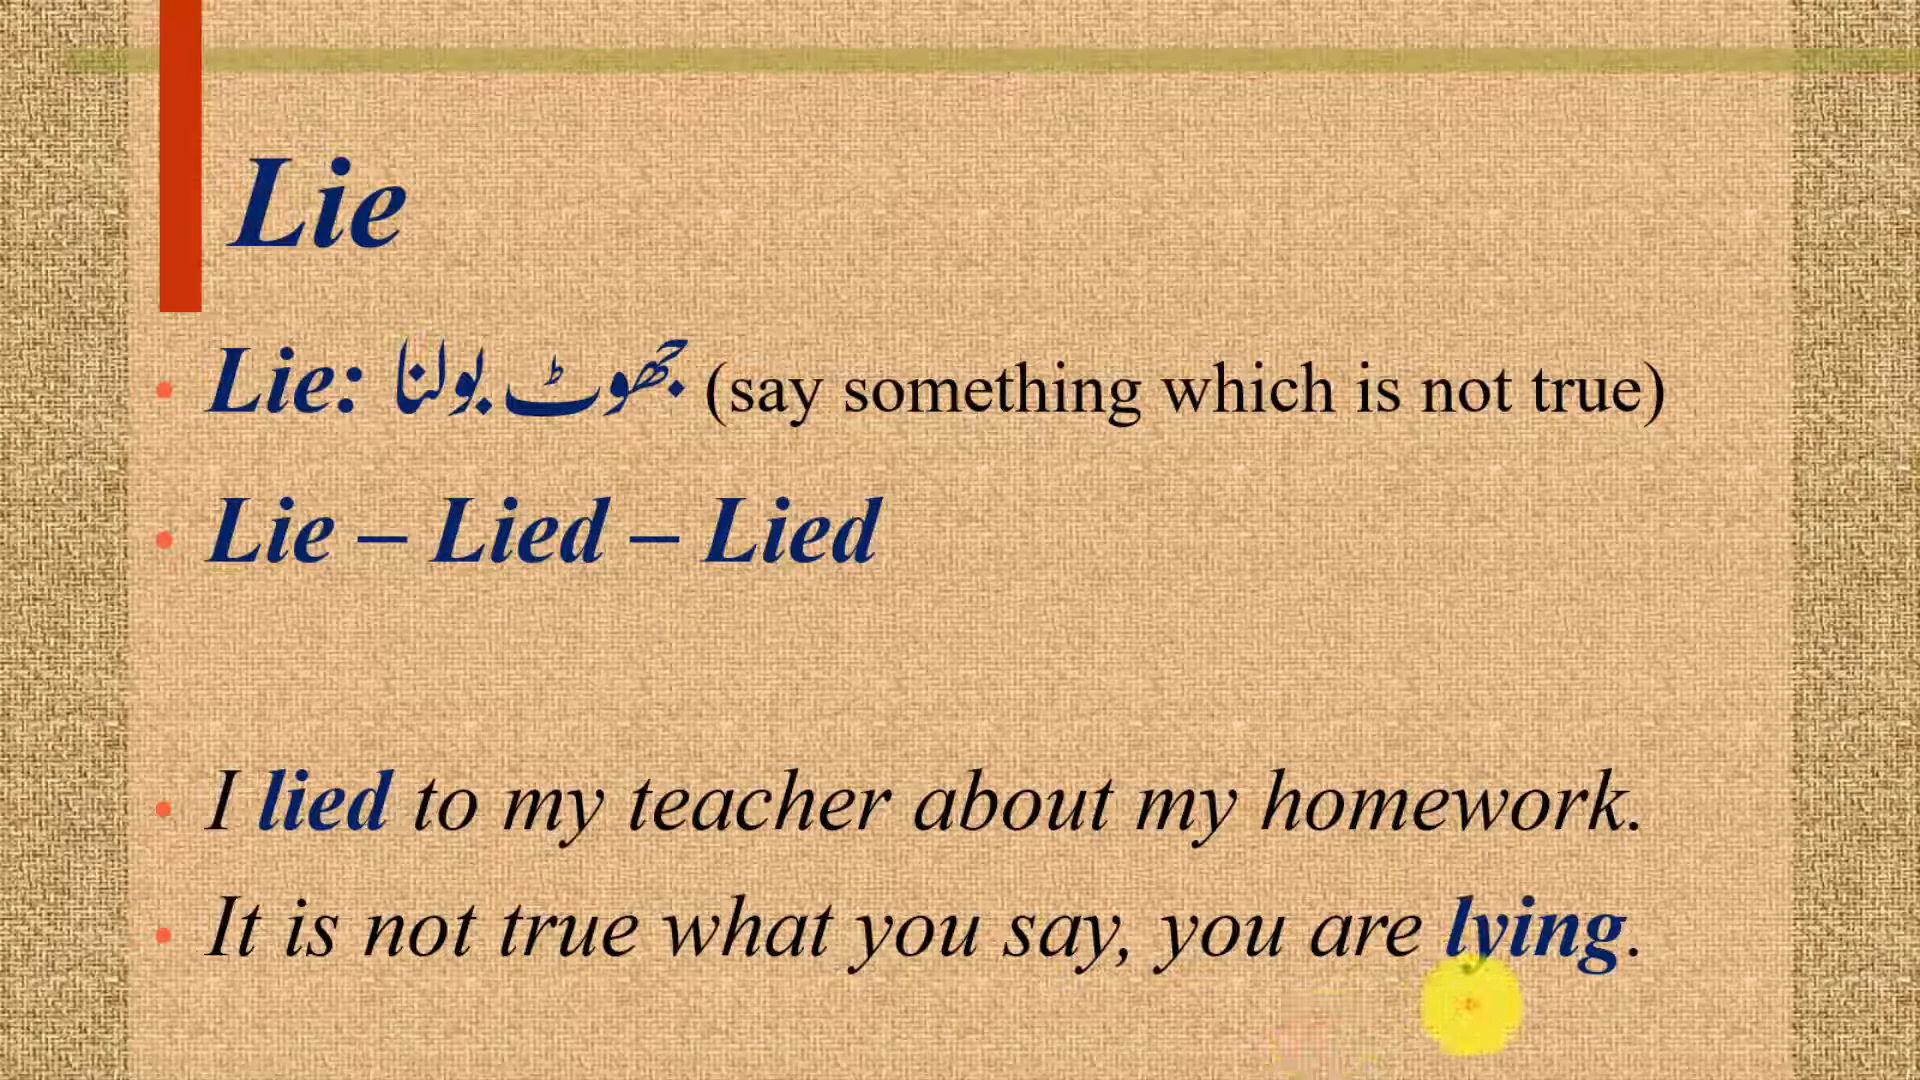 Lie
Lie: جھوٹ بولنا (say something which is not true)
Lie – Lied – Lied
I lied to my teacher about my homework.
It is not true what you say, you are lying.